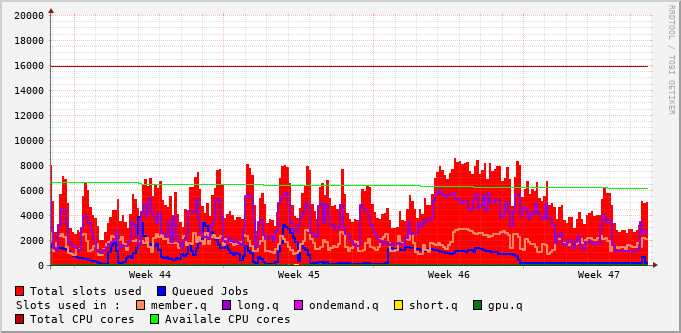 20000
18000
16000
14000
12000
10000
8000
6000
4000
2000
0
Week 44 Week 45 Week 46 Week 47
Total slots used Queued Jobs
Slots used in : member.q long.q ondemand.q short.q gpu.q
Total CPU cores Availale CPU cores
RRDTOOL / TOBI OETIKER